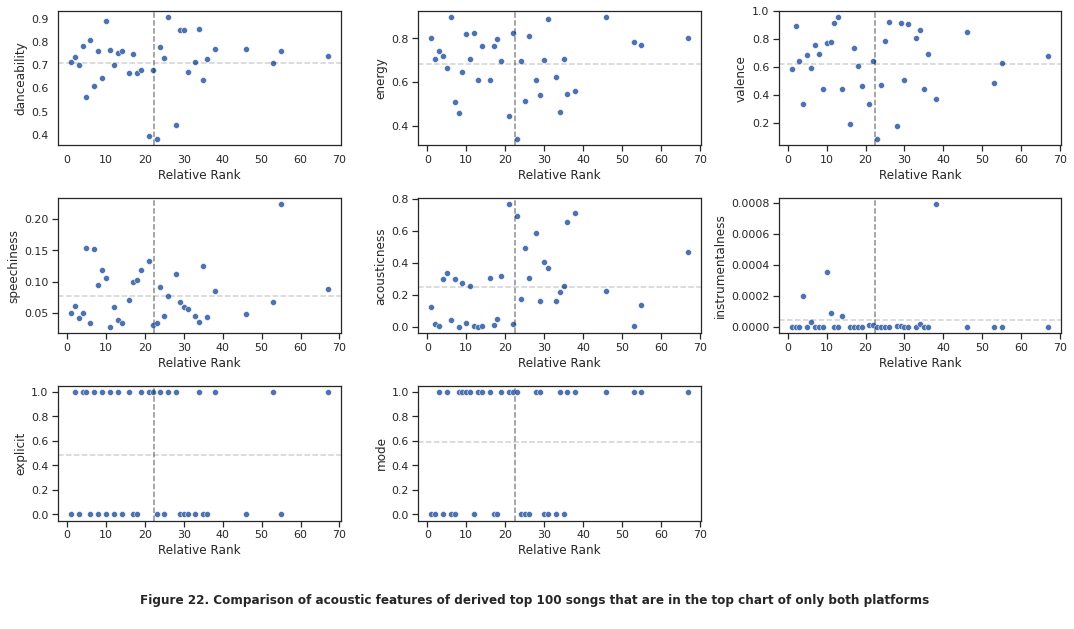 danceability
0.9
0.8
0.7
0.6
0.5
0.4
0 10 20 30 40 50 60 70
Relative Rank
energy
0.8
0.6
0.4
0 10 20 30 40 50 60 70
Relative Rank
valence
1.0
0.8
0.6
0.4
0.2
0 10 20 30 40 50 60 70
Relative Rank
speechiness
0.20
0.15
0.10
0.05
0 10 20 30 40 50 60 70
Relative Rank
acousticness
0.8
0.6
0.4
0.2
0.0
0 10 20 30 40 50 60 70
Relative Rank
instrumentalness
0.0008
0.0006
0.0004
0.0002
0.0000
0 10 20 30 40 50 60 70
Relative Rank
explicit
1.0
0.8
0.6
0.4
0.2
0.0
0 10 20 30 40 50 60 70
Relative Rank
mode
1.0
0.8
0.6
0.4
0.2
0.0
0 10 20 30 40 50 60 70
Relative Rank
Figure 22. Comparison of acoustic features of derived top 100 songs that are in the top chart of only both platforms